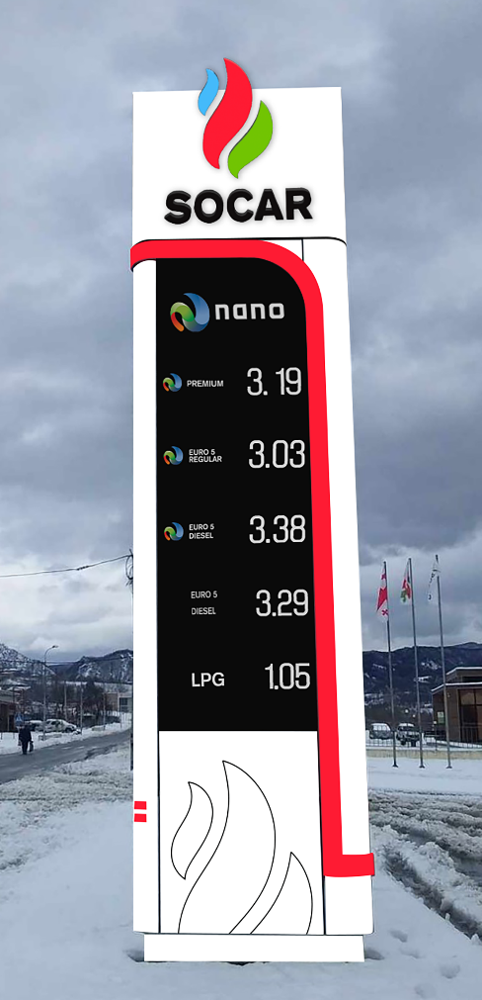 SOCAR
nano
PREMIUM 3.19
EURO 5
REGULAR 3.03
EURO 5
DIESEL 3.38
EURO 5
DIESEL 3.29
LPG 1.05